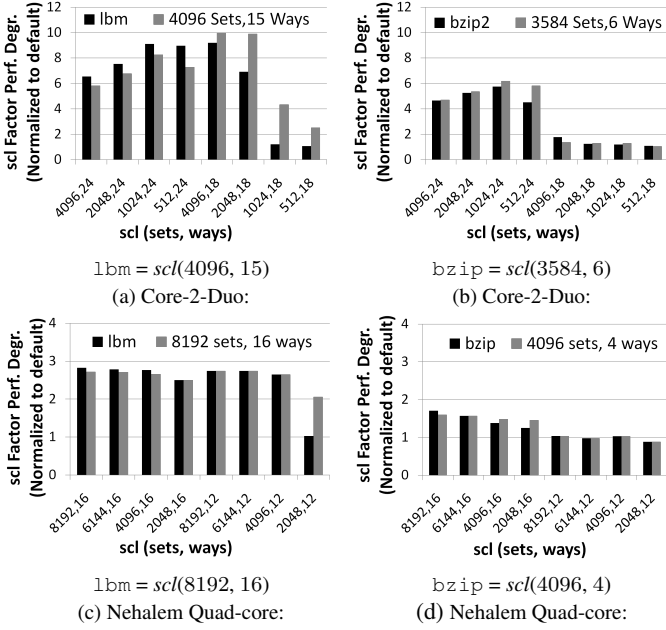 scl Factor Perf. Degr.
(Normalized to default)
12
10
8
6
4
2
0
lbm
4096 Sets,15 Ways
4096,24
2048,24
1024,24
512,24
4096,18
2048,18
1024,18
512,18
scl (sets, ways)
lbm = scl(4096, 15)
(a) Core-2-Duo:
scl Factor Perf. Degr.
(Normalized to default)
12
10
8
6
4
2
0
bzip2
3584 Sets,6 Ways
4096,24
2048,24
1024,24
512,24
4096,18
2048,18
1024,18
512,18
scl (sets, ways)
bzip = scl(3584, 6)
(b) Core-2-Duo:
scl Factor Perf. Degr.
(Normalized to default)
4
3
2
1
0
lbm
8192 sets, 16 ways
8192,16
6144,16
4096,16
2048,16
8192,12
6144,12
4096,12
2048,12
scl (sets, ways)
lbm = scl(8192, 16)
(c) Nehalem Quad-core:
scl Factor Perf. Degr.
(Normalized to default)
4
3
2
1
0
bzip
4096 sets, 4 ways
8192,16
6144,16
4096,16
2048,16
8192,12
6144,12
4096,12
2048,12
scl (sets, ways)
bzip = scl(4096, 4)
(d) Nehalem Quad-core: